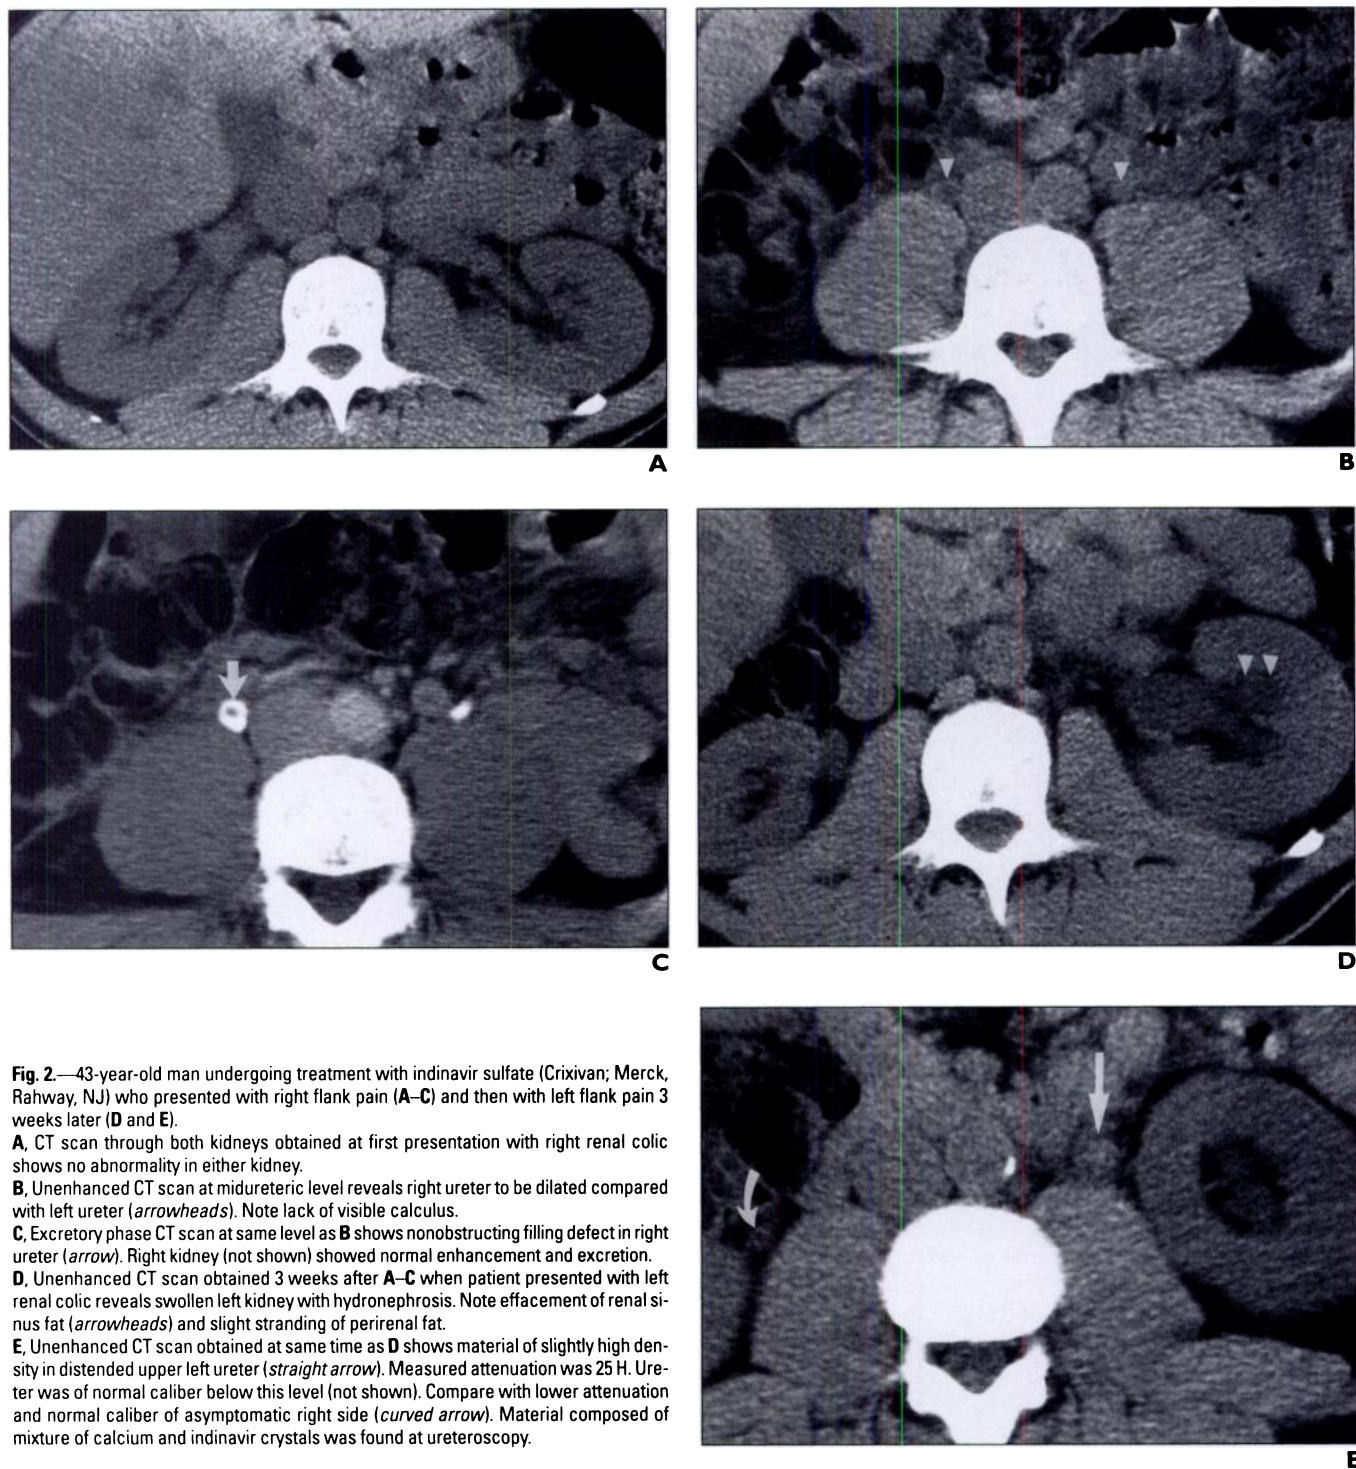 A
B
C
D
E
Fig. 2.—43-year-old man undergoing treatment with indinavir sulfate (Crixivan; Merck,
Rahway, NJ) who presented with right flank pain (A–C) and then with left flank pain 3
weeks later (D and E).
A, CT scan through both kidneys obtained at first presentation with right renal colic
shows no abnormality in either kidney.
B, Unenhanced CT scan at midureteric level reveals right ureter to be dilated compared
with left ureter (arrowheads). Note lack of visible calculus.
C, Excretory phase CT scan at same level as B shows nonobstructing filling defect in right
ureter (arrow). Right kidney (not shown) showed normal enhancement and excretion.
D, Unenhanced CT scan obtained 3 weeks after A–C when patient presented with left
renal colic reveals swollen left kidney with hydronephrosis. Note effacement of renal si-
nus fat (arrowheads) and slight stranding of perirenal fat.
E, Unenhanced CT scan obtained at same time as D shows material of slightly high den-
sity in distended upper left ureter (straight arrow). Measured attenuation was 25 H. Ure-
ter was of normal caliber below this level (not shown). Compare with lower attenuation
and normal caliber of asymptomatic right side (curved arrow). Material composed of
mixture of calcium and indinavir crystals was found at ureteroscopy.